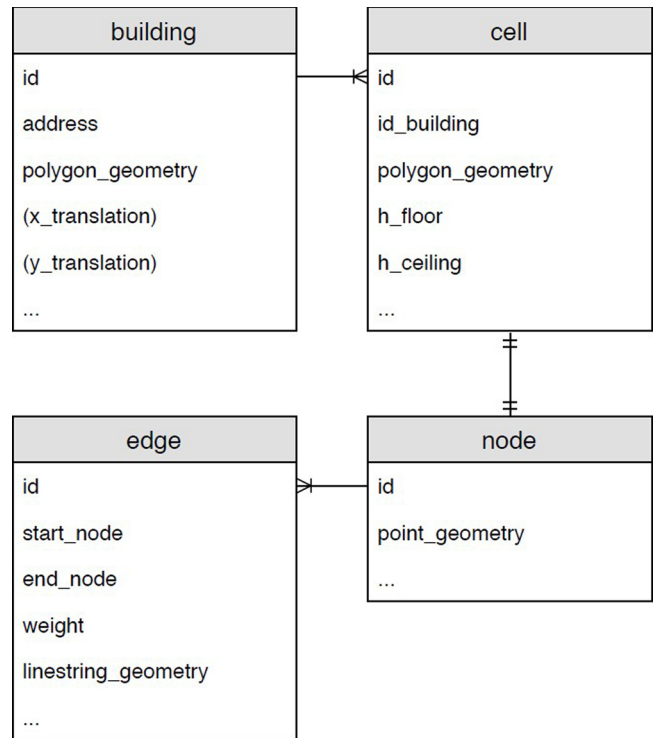 building
id
address
polygon_geometry
(x_translation)
(y_translation)
...
cell
id
id_building
polygon_geometry
h_floor
h_ceiling
...
edge
id
start_node
end_node
weight
linestring_geometry
...
node
id
point_geometry
...